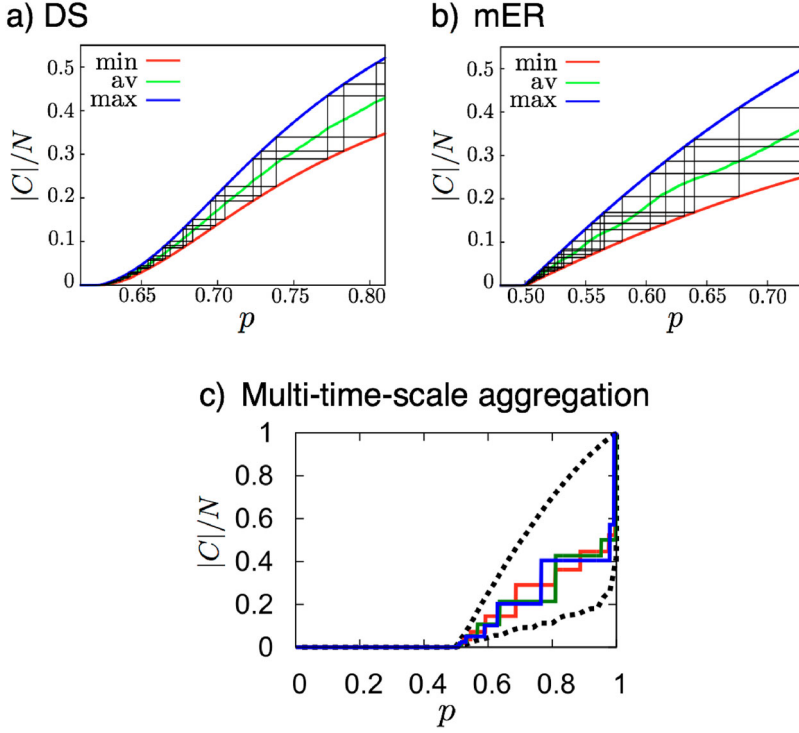 a) DS
0.5
0.4
0.3
0.2
0.1
0
|C|/N
min
av
max
0.65 0.70 0.75 0.80
p
b) mER
0.5
0.4
0.3
0.2
0.1
0
|C|/N
min
av
max
0.50 0.55 0.60 0.65 0.70
p
c) Multi-time-scale aggregation
1
0.8
0.6
0.4
0.2
0
|C|/N
0 0.2 0.4 0.6 0.8 1
p